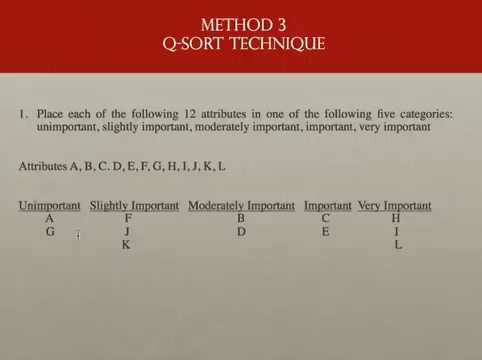 METHOD 3
Q-SORT TECHNIQUE
1. Place each of the following 12 attributes in one of the following five categories:
unimportant, slightly important, moderately important, important, very important
Attributes A, B, C. D, E, F, G, H, I, J, K, L
Unimportant Slightly Important Moderately Important Important Very Important
A F B C H
G J D E I
K L